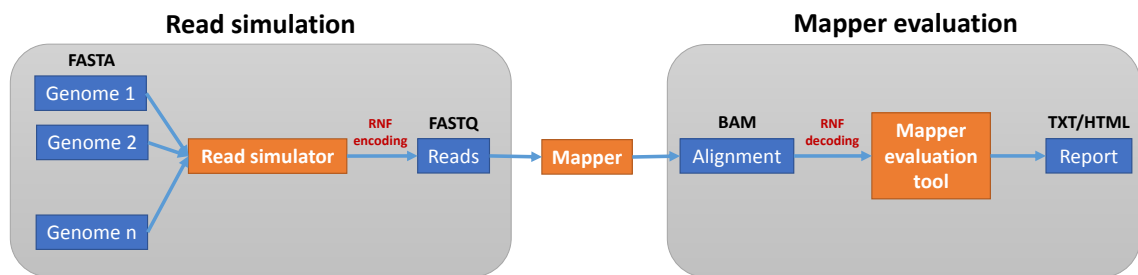 Read simulation
FASTA
Genome 1
Genome 2
Genome n
Read simulator
RNF
encoding
FASTQ
Reads
Mapper
Mapper evaluation
BAM
Alignment
RNF
decoding
Mapper
evaluation
tool
TXT/HTML
Report